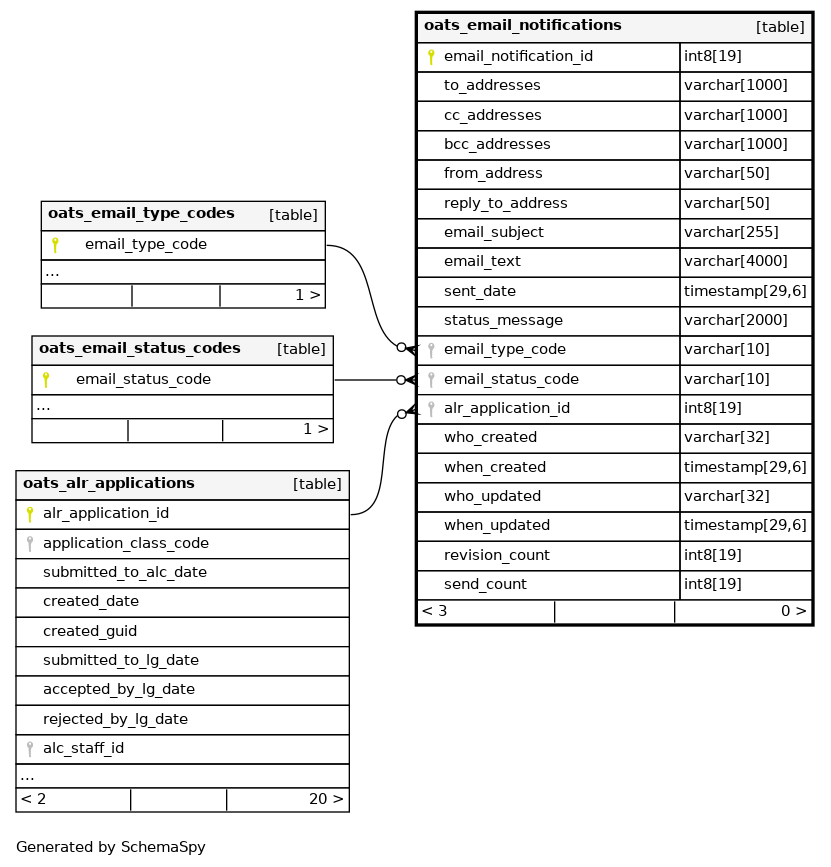 oats_email_notifications [table]
email_notification_id int8[19]
to_addresses varchar[1000]
cc_addresses varchar[1000]
bcc_addresses varchar[1000]
from_address varchar[50]
reply_to_address varchar[50]
email_subject varchar[255]
email_text varchar[4000]
sent_date timestamp[29,6]
status_message varchar[2000]
email_type_code varchar[10]
email_status_code varchar[10]
alr_application_id int8[19]
who_created varchar[32]
when_created timestamp[29,6]
who_updated varchar[32]
when_updated timestamp[29,6]
revision_count int8[19]
send_count int8[19]
< 3 0 >
oats_email_type_codes [table]
email_type_code
...
1 >
oats_email_status_codes [table]
email_status_code
...
1 >
oats_alr_applications [table]
alr_application_id
application_class_code
submitted_to_alc_date
created_date
created_guid
submitted_to_lg_date
accepted_by_lg_date
rejected_by_lg_date
alc_staff_id
...
< 2 20 >
Generated by SchemaSpy